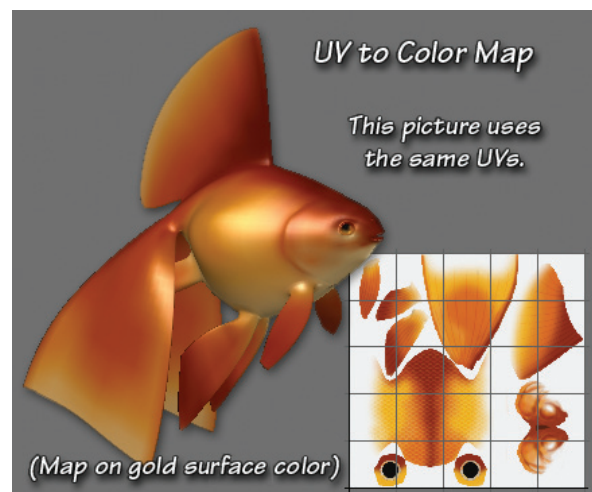 UV to Color Map
This picture uses
the same UVs.
(Map on gold surface color)